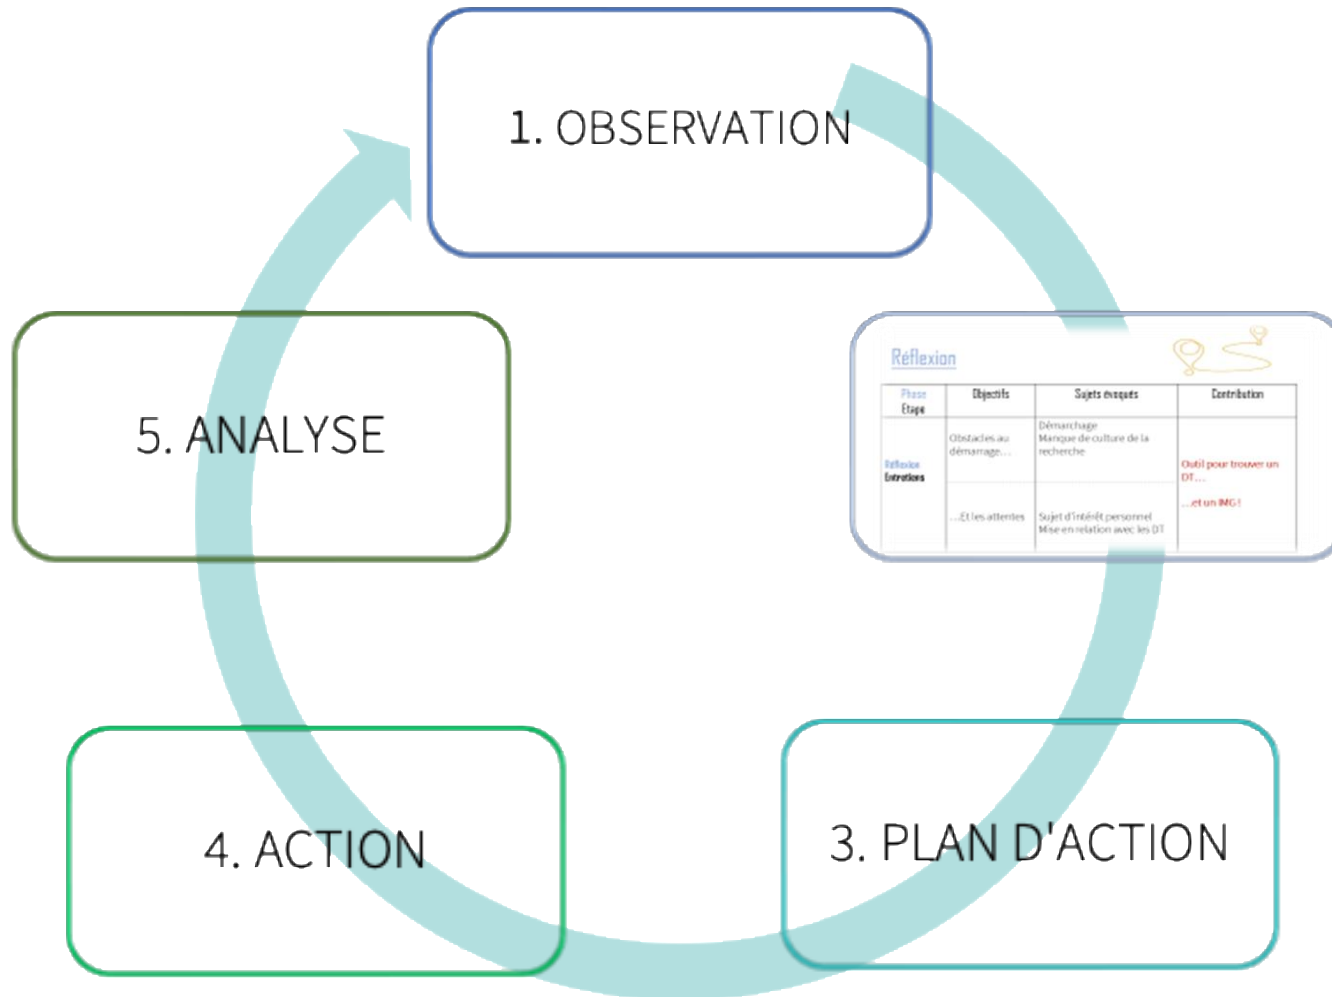 1. OBSERVATION
Réflexion
Phase
Etape
Objectifs
Sujets évoqués
Contribution
Réflexion
Entretiens
Obstacles au
démarrage...
Démarchage
Manque de culture de la
recherche
Outil pour trouver un
DT...
...et un IMG !
...Et les attentes
Sujet d'intérêt personnel
Mise en relation avec les DT
3. PLAN D'ACTION
4. ACTION
5. ANALYSE